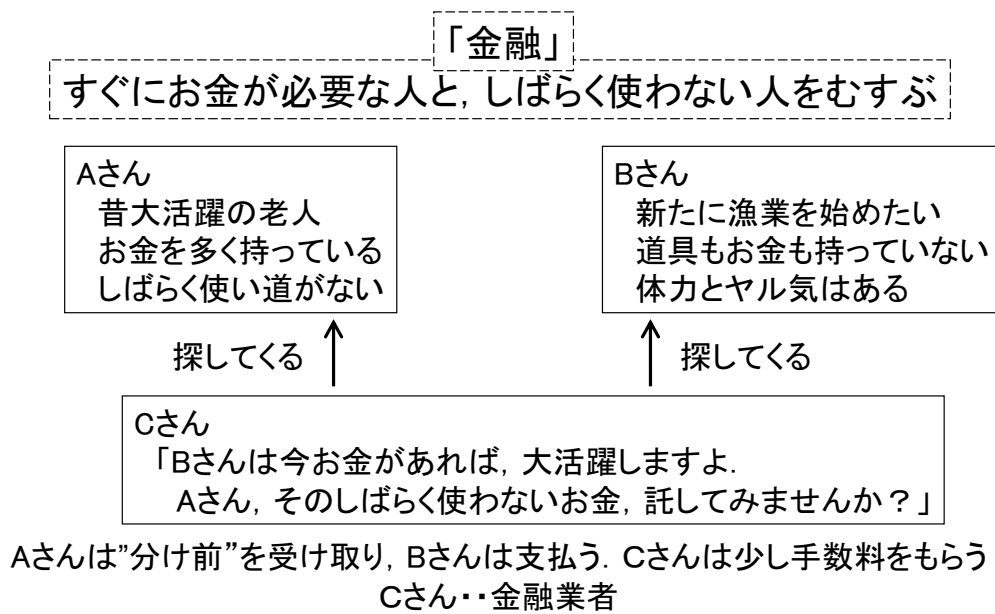 「金融」
すぐにお金が必要な人と, しばらく使わない人をむすぶ
Aさん
昔大活躍の老人
お金を多く持っている
しばらく使い道がない
Bさん
新たに漁業を始めたい
道具もお金も持っていない
体力とヤル気はある
探してくる
探してくる
Cさん
「Bさんは今お金があれば, 大活躍しますよ.
Aさん, そのしばらく使わないお金, 託してみませんか？」
Aさんは”分け前”を受け取り, Bさんは支払う. Cさんは少し手数料をもらう
Cさん・・金融業者